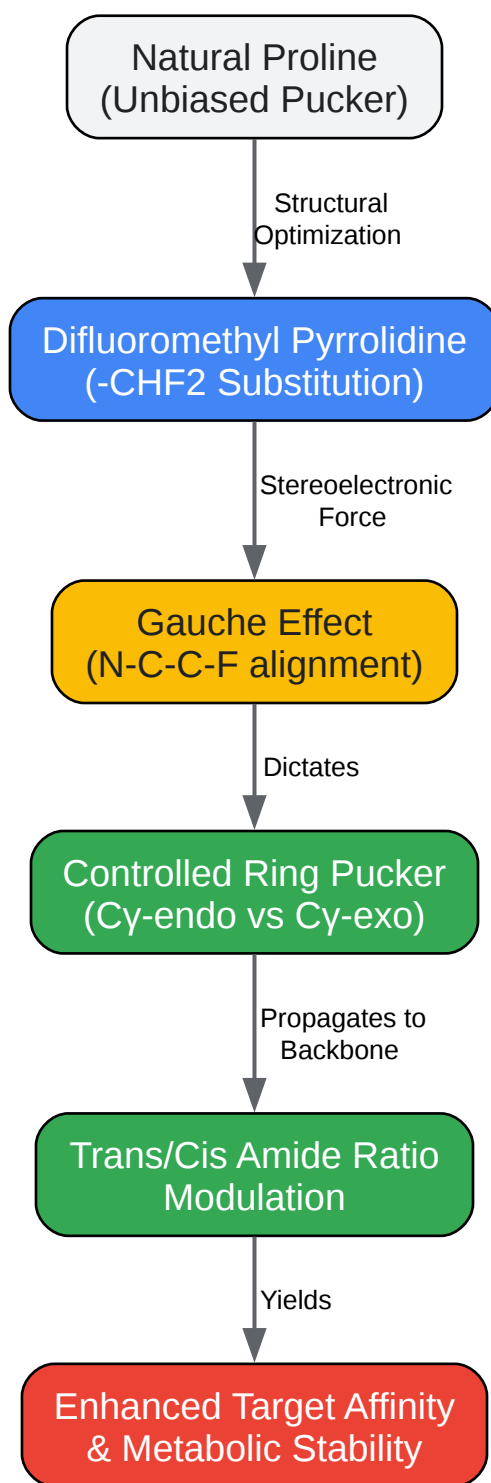 Natural Proline
(Unbiased Pucker)
Structural
Optimization
Difluoromethyl Pyrrolidine
(-CHF2 Substitution)
Stereoelectronic
Force
Gauche Effect
(N-C-C-F alignment)
Dictates
Controlled Ring Pucker
(Cγ-endo vs Cγ-exo)
Propagates to
Backbone
Trans/Cis Amide Ratio
Modulation
Yields
Enhanced Target Affinity
& Metabolic Stability